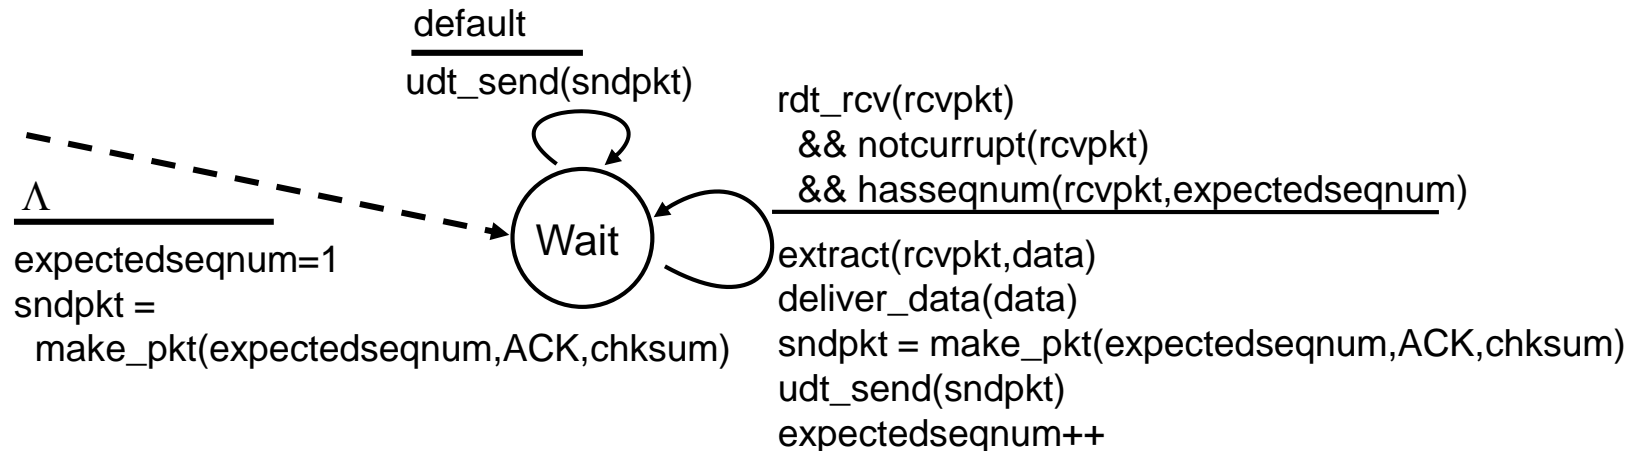 default
udt_send(sndpkt)
rdt_rcv(rcvpkt)
&& notcurrupt(rcvpkt)
&& hasseqnum(rcvpkt,expectedseqnum)
Λ
expectedseqnum=1
sndpkt =
make_pkt(expectedseqnum,ACK,chksum)
Wait
extract(rcvpkt,data)
deliver_data(data)
sndpkt = make_pkt(expectedseqnum,ACK,chksum)
udt_send(sndpkt)
expectedseqnum++